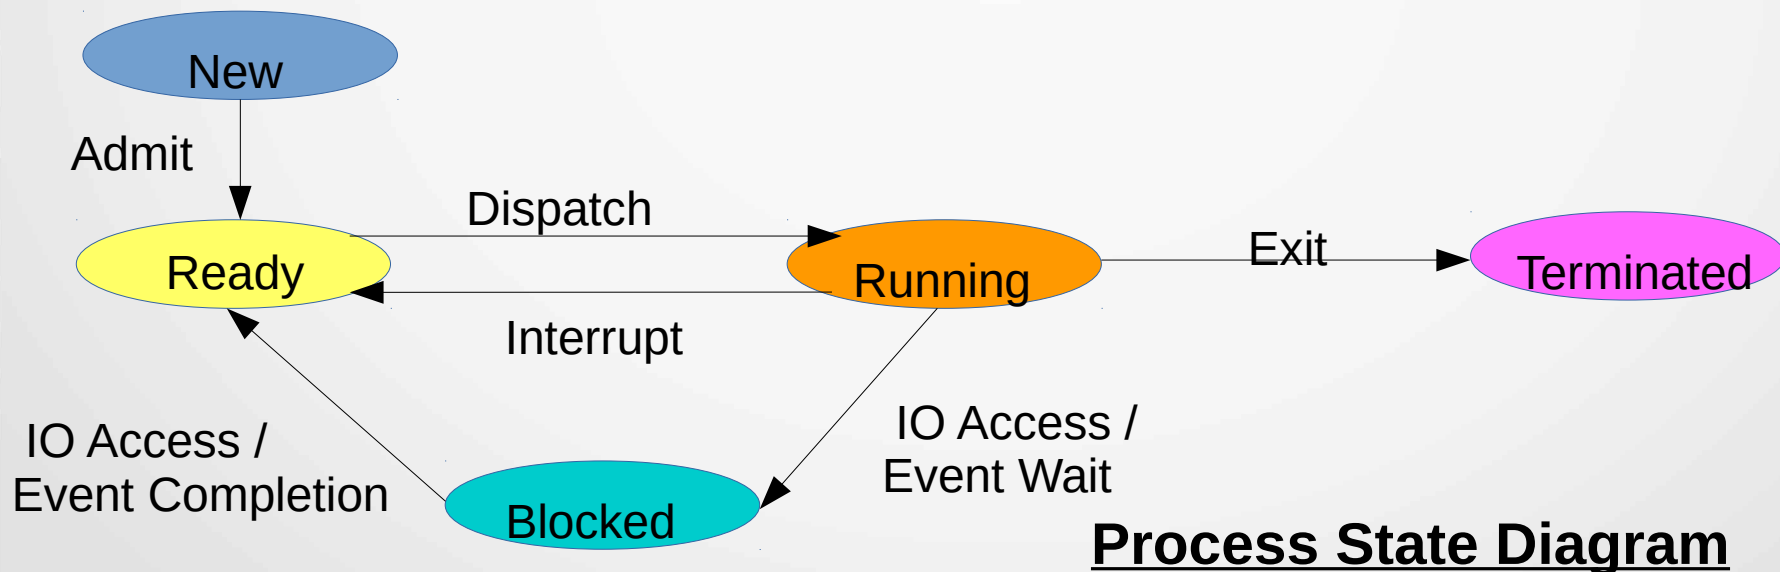 New
Admit
Dispatch
Ready
Running
Exit
Terminated
Interrupt
IO Access /
Event Completion
IO Access /
Event Wait
Blocked
Process State Diagram